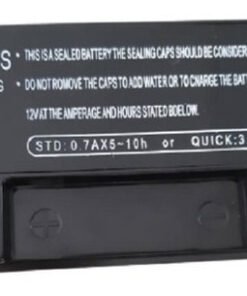 S • THIS IS A SEALED BATTERY THE SEALING CAPS SHOULD BE CONSIDER
G • DO NOT ROMOVE THE CAPS TO ADD WATER OR TO CHARGE THE BATTER
12V AT THE AMPERAGE AND HOURS STATED BDELOW.
STD: 0.7AX5~10h or QUICK:3